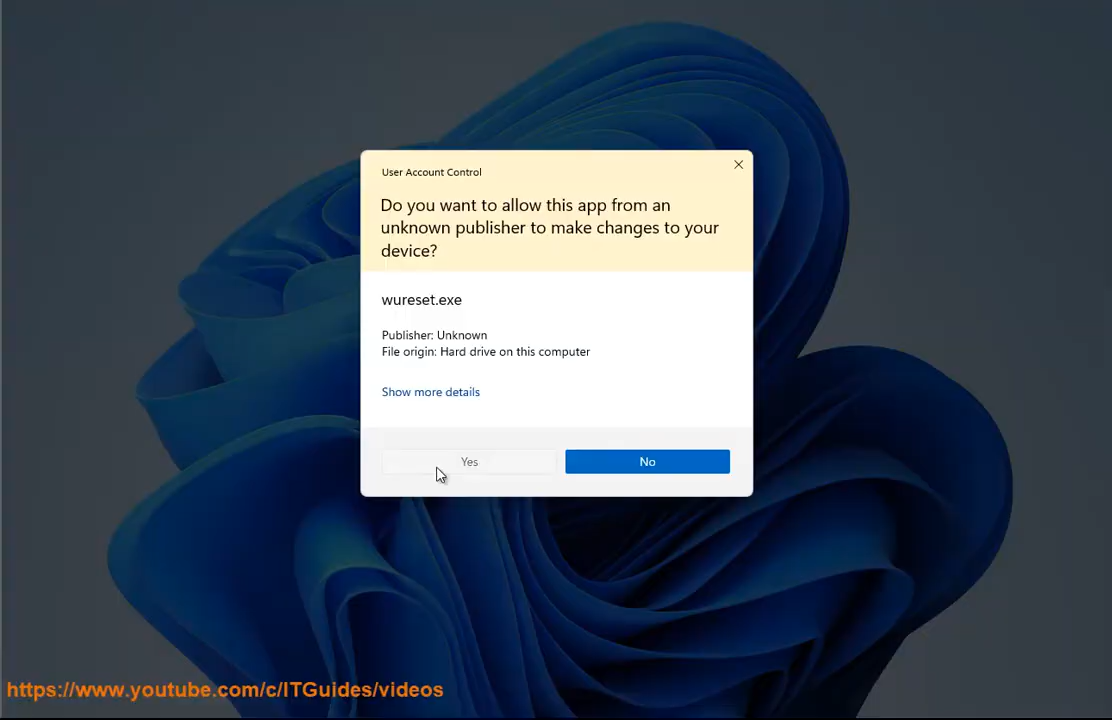 User Account Control
Do you want to allow this app from an
unknown publisher to make changes to your
device?
wureset.exe
Publisher: Unknown
File origin: Hard drive on this computer
Show more details
Yes
No
https://www.youtube.com/c/ITGuides/videos